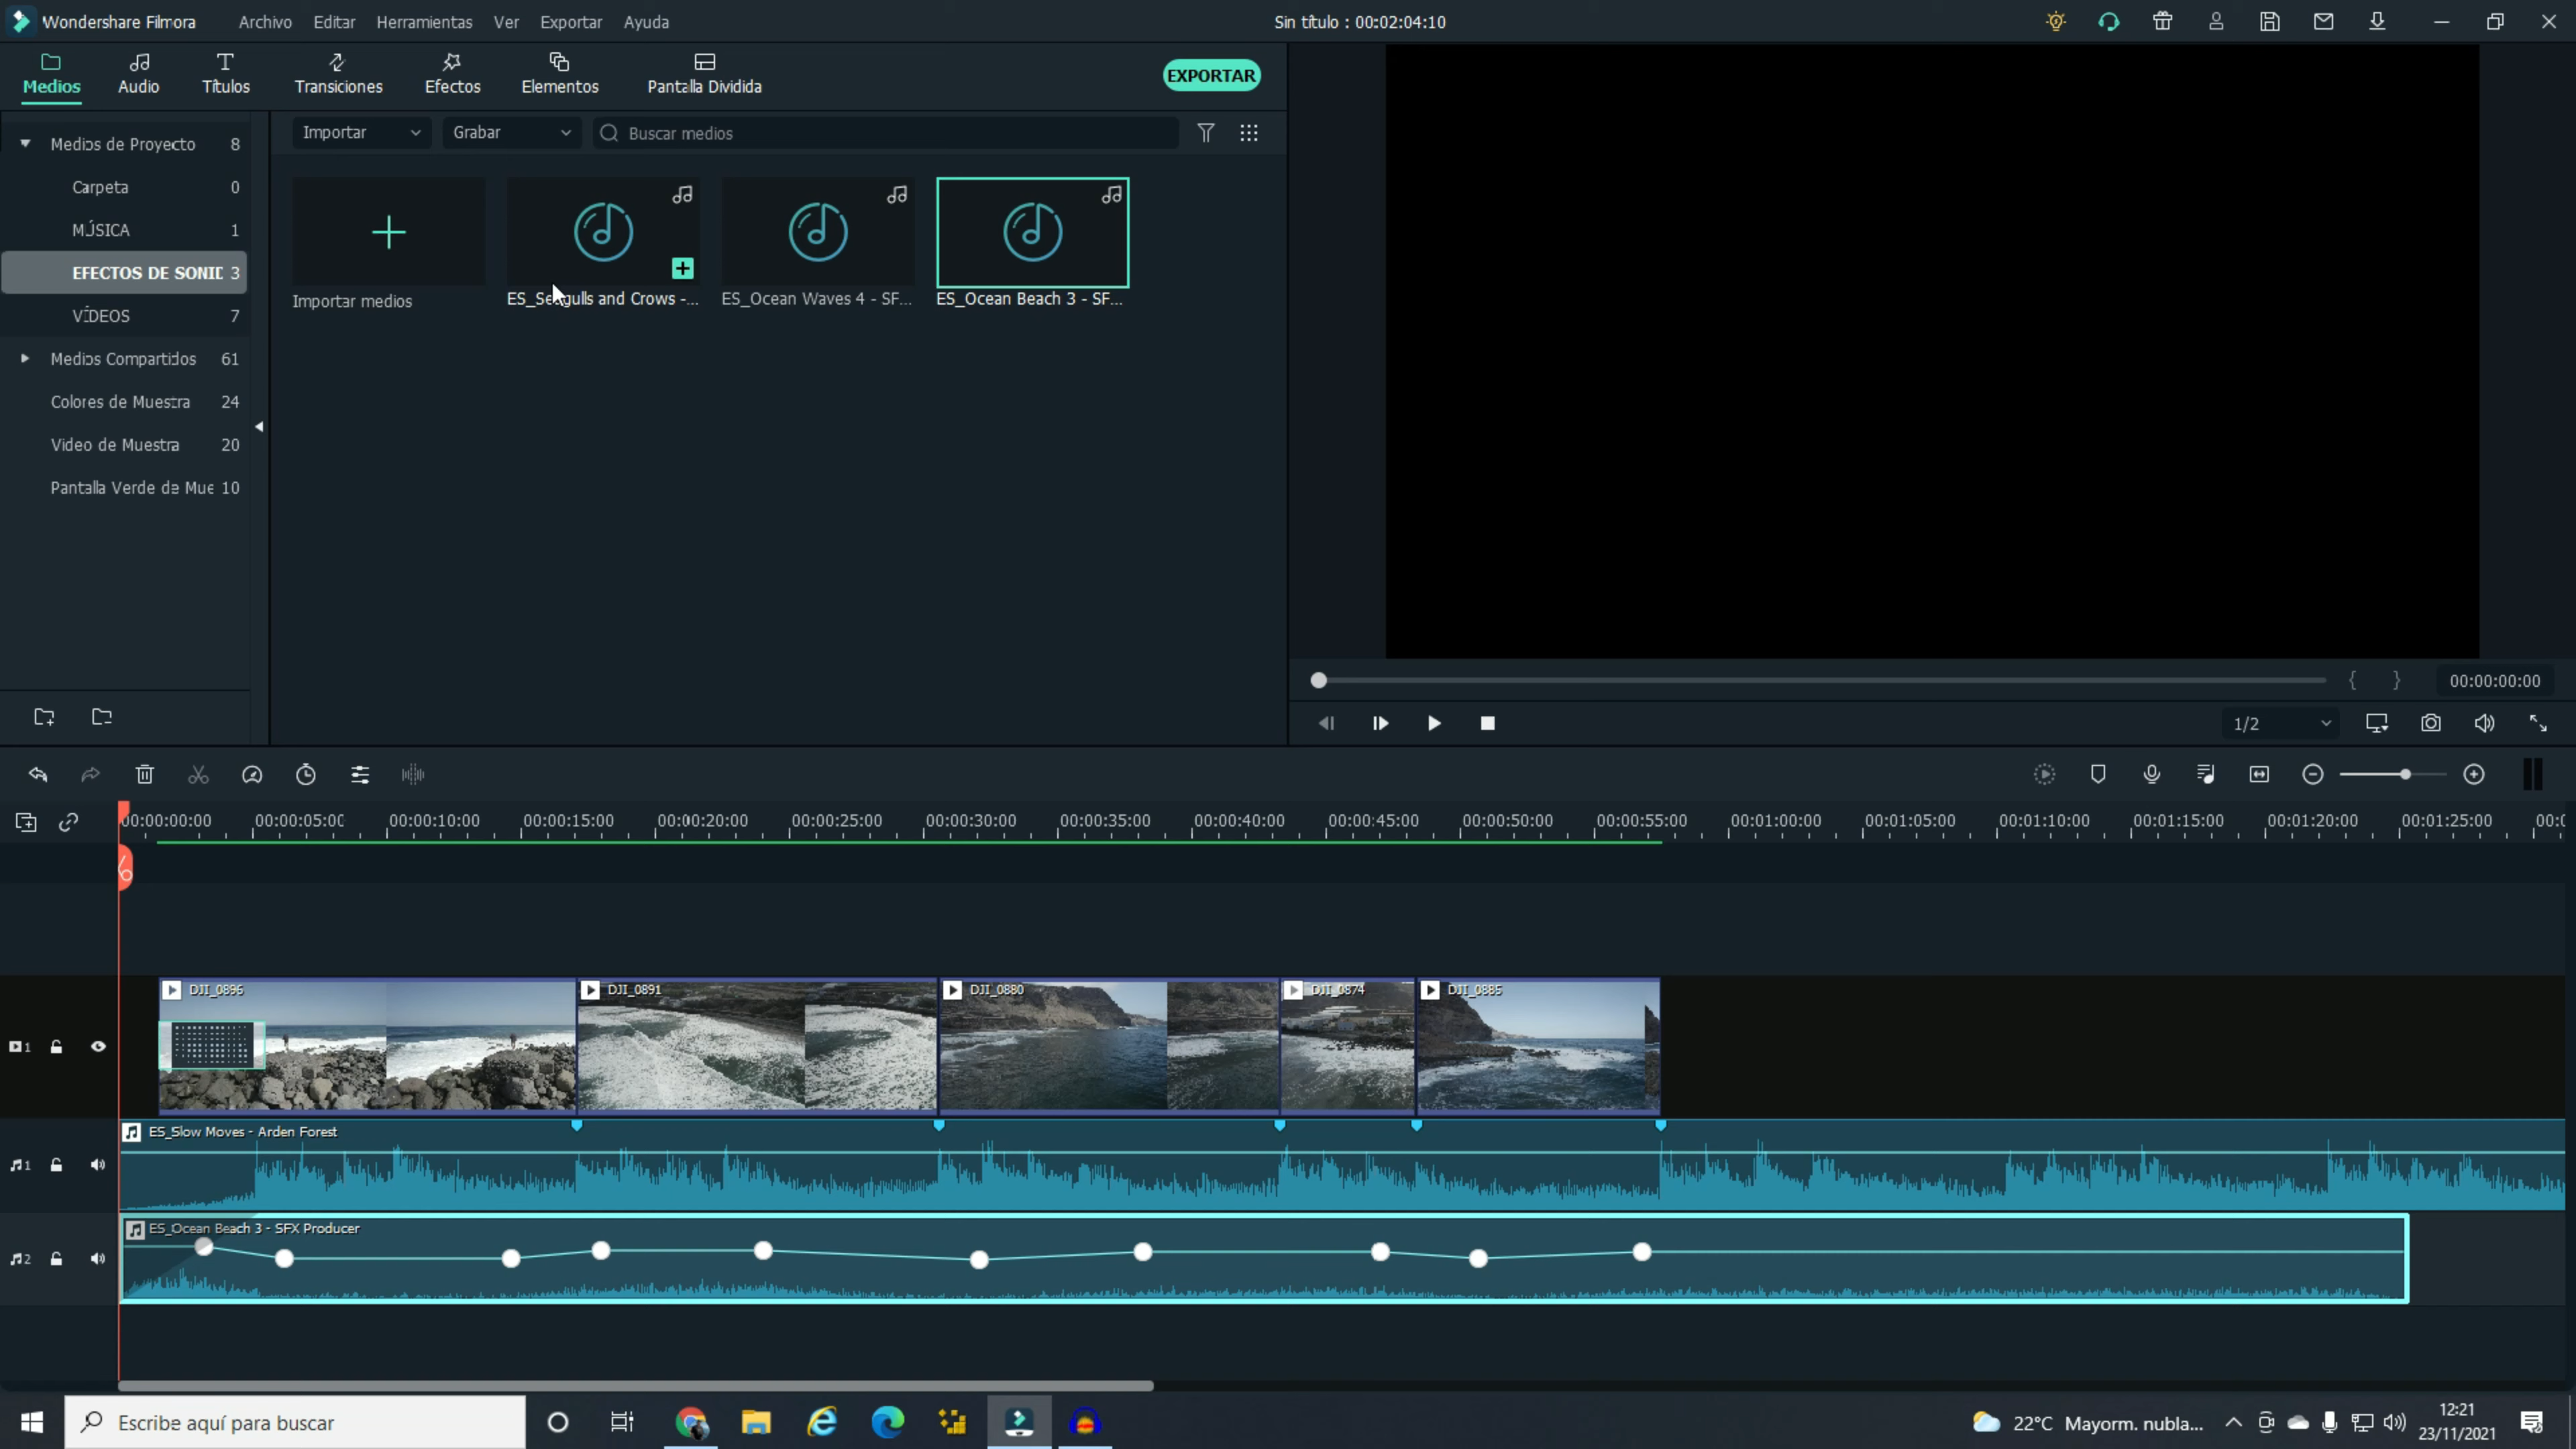 Wondershare Filmora
Archivo
Editar
Herramientas
Ver
Exportar
Ayuda
Sin título : 00:02:04:10
Medios
Audio
Títulos
Transiciones
Efectos
Elementos
Pantalla Dividida
EXPORTAR
Importar
Grabar
Buscar medios
Medios de Proyecto 8
Carpeta 0
MÚSICA 1
EFECTOS DE SONID 3
VÍDEOS 7
Medios Compartidos 61
Colores de Muestra 24
Video de Muestra 20
Pantalla Verde de Mue 10
Importar medios
ES_Seagulls and Crows -...
ES_Ocean Waves 4 - SF...
ES_Ocean Beach 3 - SF...
{ }
00:00:00:00
1/2
00:00:00:00
00:00:05:00
00:00:10:00
00:00:15:00
00:00:20:00
00:00:25:00
00:00:30:00
00:00:35:00
00:00:40:00
00:00:45:00
00:00:50:00
00:00:55:00
00:01:00:00
00:01:05:00
00:01:10:00
00:01:15:00
00:01:20:00
00:01:25:00
1
DJI_0896
DJI_0891
DJI_0880
DJI_0874
DJI_0885
1
ES_Slow Moves - Arden Forest
2
ES_Ocean Beach 3 - SFX Producer
Escribe aquí para buscar
22°C Mayorm. nubla...
12:21
23/11/2021